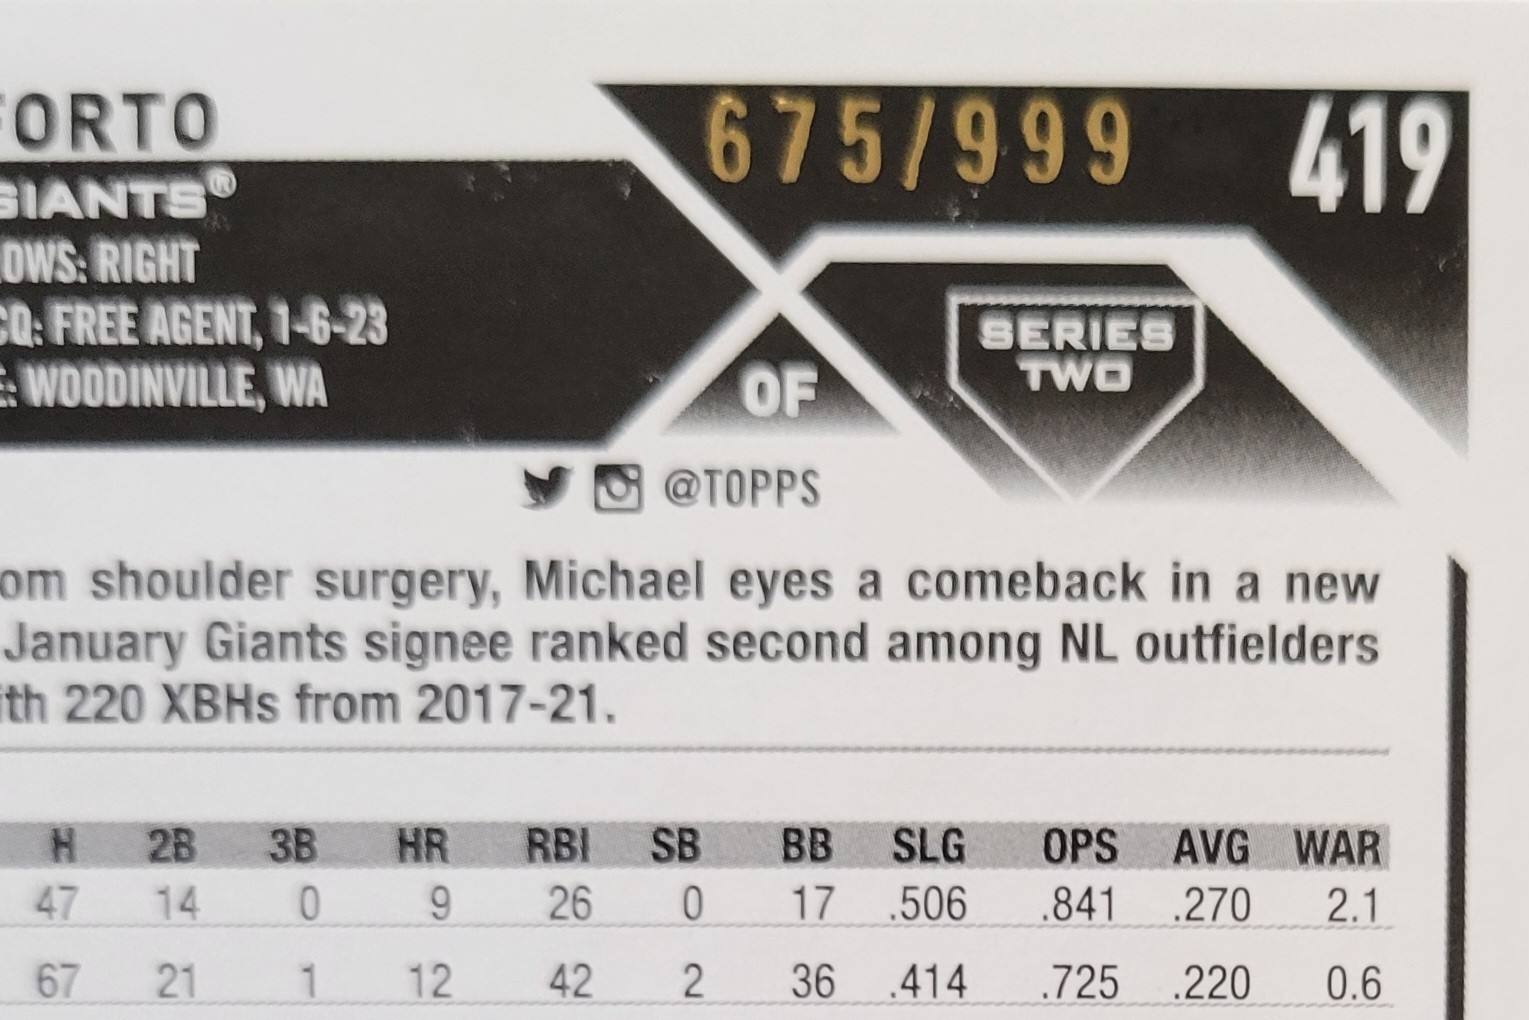 FORTO
675/999
419
GIANTS®
OWS: RIGHT
CQ: FREE AGENT, 1-6-23
E: WOODINVILLE, WA
OF
SERIES
TWO
@TOPPS
om shoulder surgery, Michael eyes a comeback in a new
January Giants signee ranked second among NL outfielders
ith 220 XBHs from 2017-21.
H 2B 3B HR RBI SB BB SLG OPS AVG WAR
47 14 0 9 26 0 17 .506 .841 .270 2.1
67 21 1 12 42 2 36 .414 .725 .220 0.6